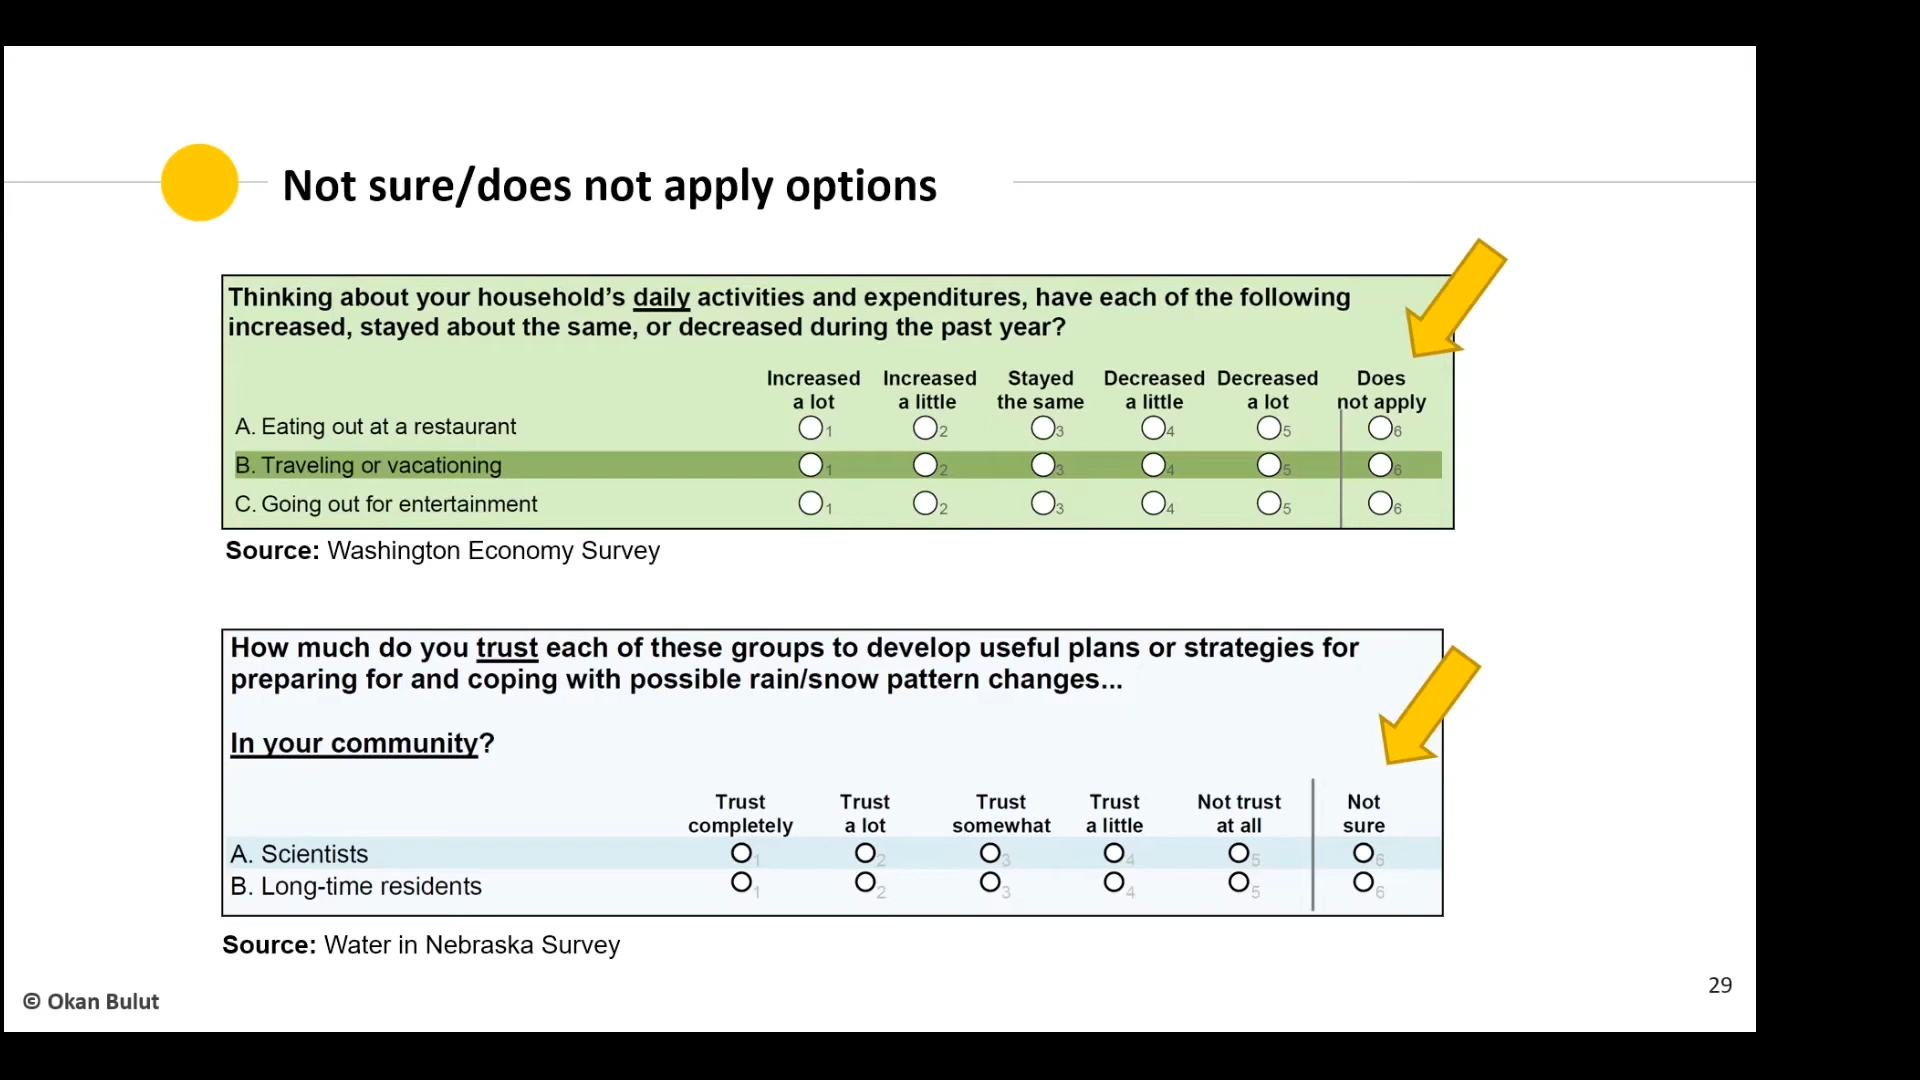 Not sure/does not apply options
Thinking about your household’s daily activities and expenditures, have each of the following
increased, stayed about the same, or decreased during the past year?
Increased Increased Stayed Decreased Decreased Does
a lot a little the same a little a lot not apply
A. Eating out at a restaurant 1 2 3 4 5 6
B. Traveling or vacationing 1 2 3 4 5 6
C. Going out for entertainment 1 2 3 4 5 6
Source: Washington Economy Survey
How much do you trust each of these groups to develop useful plans or strategies for
preparing for and coping with possible rain/snow pattern changes...
In your community?
Trust Trust Trust Trust Not trust Not
completely a lot somewhat a little at all sure
A. Scientists 1 2 3 4 5 6
B. Long-time residents 1 2 3 4 5 6
Source: Water in Nebraska Survey
© Okan Bulut
29